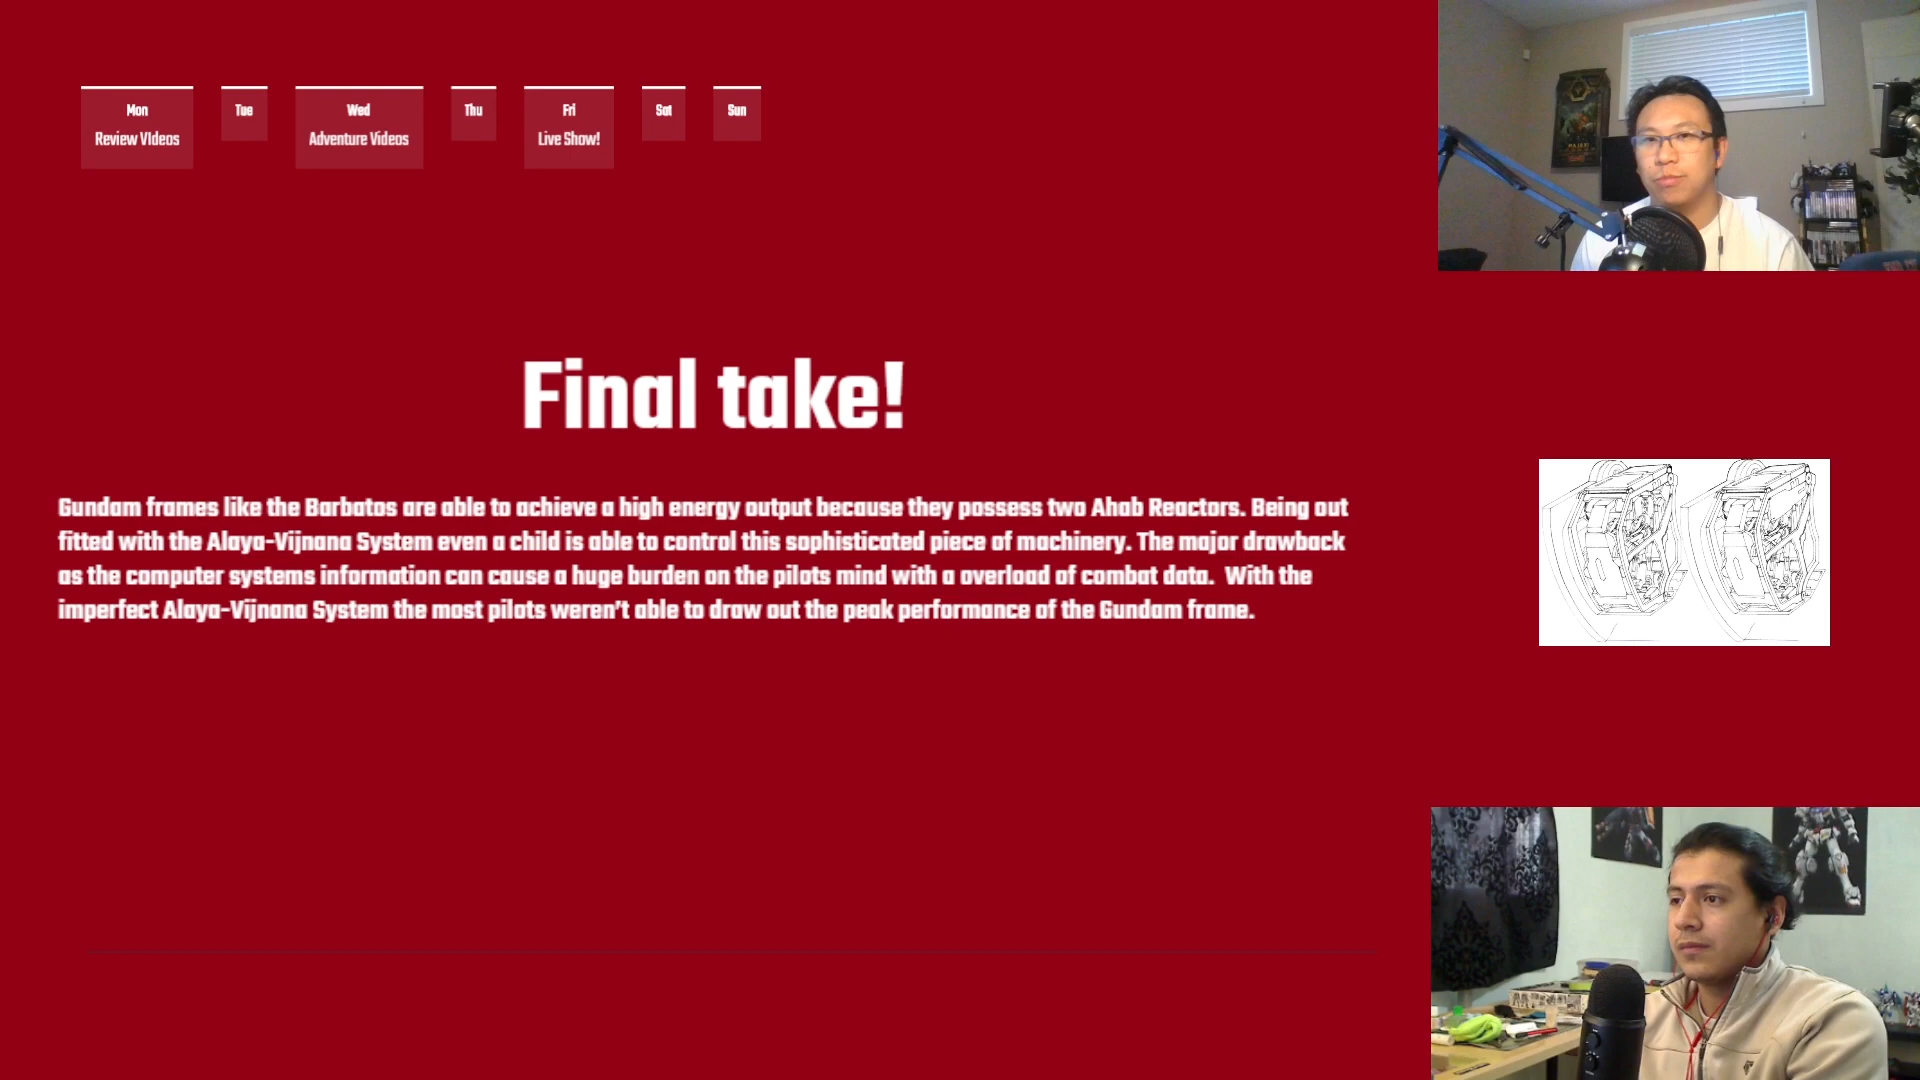 Mon
Review VIdeos
Tue
Wed
Adventure Videos
Thu
Fri
Live Show!
Sat
Sun
Final take!
Gundam frames like the Barbatos are able to achieve a high energy output because they possess two Ahab Reactors. Being out
fitted with the Alaya-Vijnana System even a child is able to control this sophisticated piece of machinery. The major drawback
as the computer systems information can cause a huge burden on the pilots mind with a overload of combat data.  With the
imperfect Alaya-Vijnana System the most pilots weren't able to draw out the peak performance of the Gundam frame.